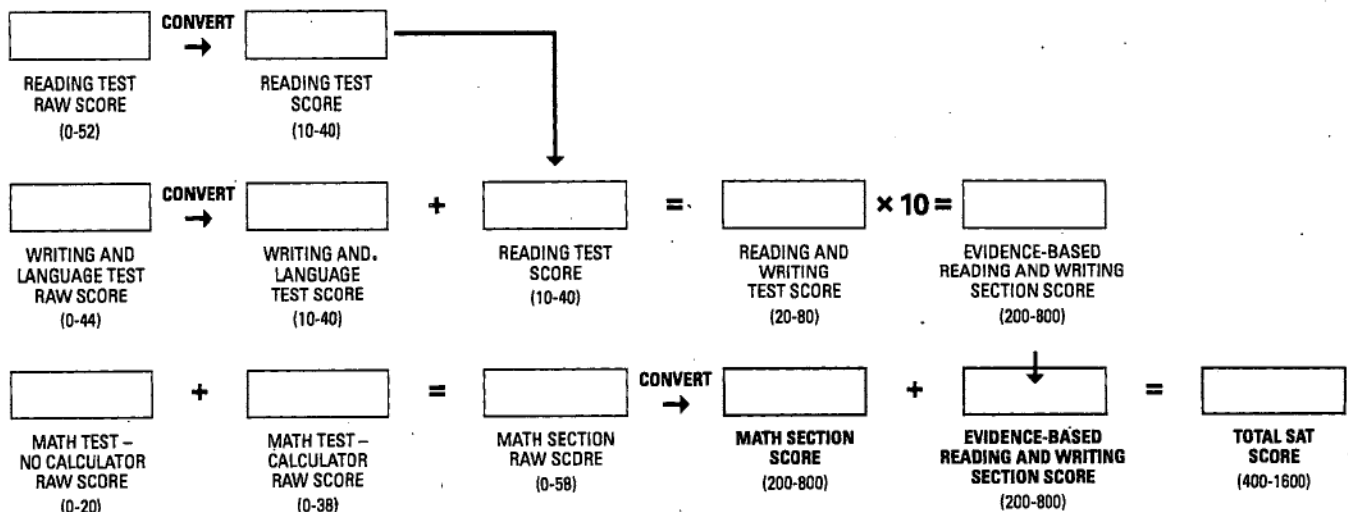 CONVERT
→
READING TEST
RAW SCORE
(0-52)
READING TEST
SCORE
(10-40)
CONVERT
→
+
=
× 10 =
WRITING AND
LANGUAGE TEST
RAW SCORE
(0-44)
WRITING AND.
LANGUAGE
TEST SCORE
(10-40)
READING TEST
SCORE
(10-40)
READING AND
WRITING
TEST SCORE
(20-80)
EVIDENCE-BASED
READING AND WRITING
SECTION SCORE
(200-800)
+
=
CONVERT
→
+
=
MATH TEST –
NO CALCULATOR
RAW SCORE
(0-20)
MATH TEST –
CALCULATOR
RAW SCORE
(0-38)
MATH SECTION
RAW SCORE
(0-58)
MATH SECTION
SCORE
(200-800)
EVIDENCE-BASED
READING AND WRITING
SECTION SCORE
(200-800)
TOTAL SAT
SCORE
(400-1600)